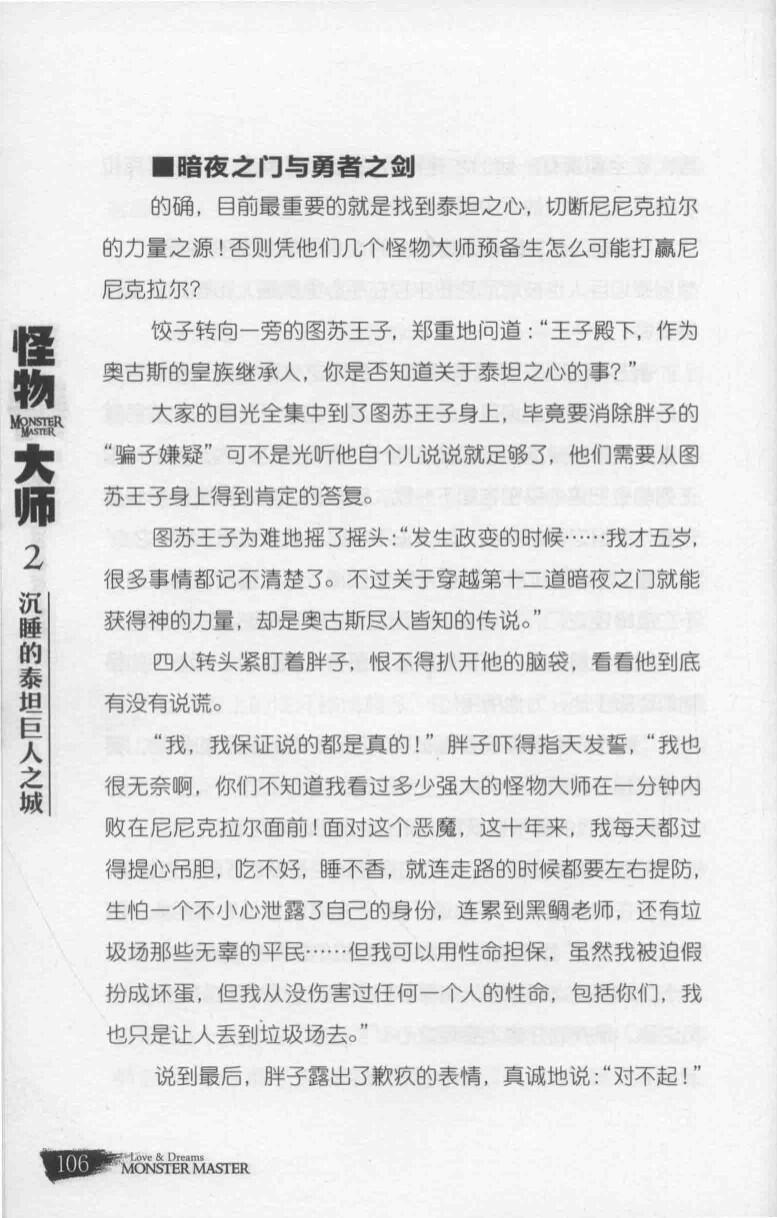 ■暗夜之门与勇者之剑
的确，目前最重要的就是找到泰坦之心，切断尼尼克拉尔
的力量之源！否则凭他们几个怪物大师预备生怎么可能打赢尼
尼克拉尔？
饺子转向一旁的图苏王子，郑重地问道：“王子殿下，作为
奥古斯的皇族继承人，你是否知道关于泰坦之心的事？”
大家的目光全集中到了图苏王子身上，毕竟要消除胖子的
“骗子嫌疑”可不是光听他自个儿说说就足够了，他们需要从图
苏王子身上得到肯定的答复。
图苏王子为难地摇了摇头：“发生政变的时候……我才五岁，
很多事情都记不清楚了。不过关于穿越第十二道暗夜之门就能
获得神的力量，却是奥古斯尽人皆知的传说。”
四人转头紧盯着胖子，恨不得扒开他的脑袋，看看他到底
有没有说谎。
“我，我保证说的都是真的！”胖子吓得指天发誓，“我也
很无奈啊，你们不知道我看过多少强大的怪物大师在一分钟内
败在尼尼克拉尔面前！面对这个恶魔，这十年来，我每天都过
得提心吊胆，吃不好，睡不香，就连走路的时候都要左右提防，
生怕一个不小心泄露了自己的身份，连累到黑鲷老师，还有垃
圾场那些无辜的平民……但我可以用性命担保，虽然我被迫假
扮成坏蛋，但我从没伤害过任何一个人的性命，包括你们，我
也只是让人丢到垃圾场去。”
说到最后，胖子露出了歉疚的表情，真诚地说：“对不起！”
怪物
MONSTER
MASTER
大师
2
沉睡的泰坦巨人之城
106
Love & Dreams
MONSTER MASTER